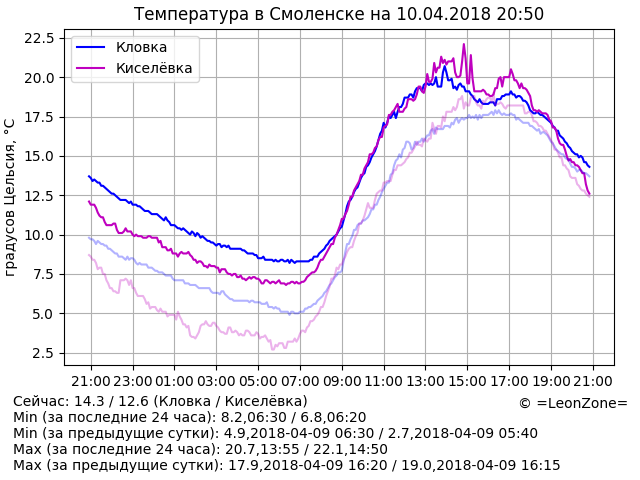 Температура в Смоленске на 10.04.2018 20:50
градусов Цельсия, °C
22.5
20.0
17.5
15.0
12.5
10.0
7.5
5.0
2.5
Кловка
Киселёвка
21:00 23:00 01:00 03:00 05:00 07:00 09:00 11:00 13:00 15:00 17:00 19:00 21:00
Сейчас: 14.3 / 12.6 (Кловка / Киселёвка)
© =LeonZone=
Min (за последние 24 часа): 8.2,06:30 / 6.8,06:20
Min (за предыдущие сутки): 4.9,2018-04-09 06:30 / 2.7,2018-04-09 05:40
Max (за последние 24 часа): 20.7,13:55 / 22.1,14:50
Max (за предыдущие сутки): 17.9,2018-04-09 16:20 / 19.0,2018-04-09 16:15